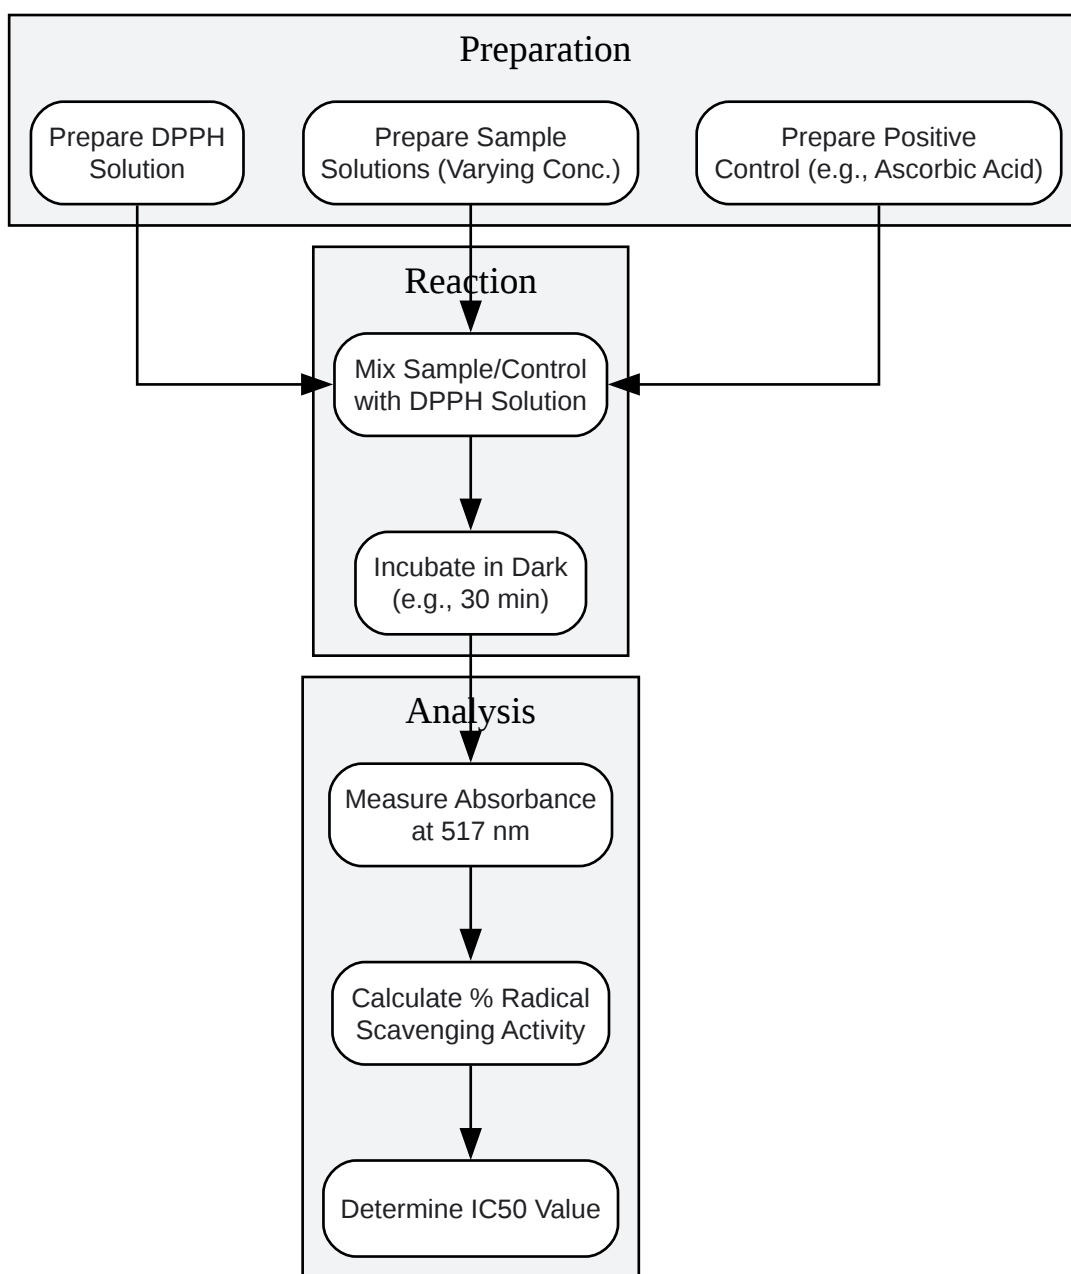 Preparation
Prepare DPPH
Solution
Prepare Sample
Solutions (Varying Conc.)
Prepare Positive
Control (e.g., Ascorbic Acid)
Reaction
Mix Sample/Control
with DPPH Solution
Incubate in Dark
(e.g., 30 min)
Analysis
Measure Absorbance
at 517 nm
Calculate % Radical
Scavenging Activity
Determine IC50 Value